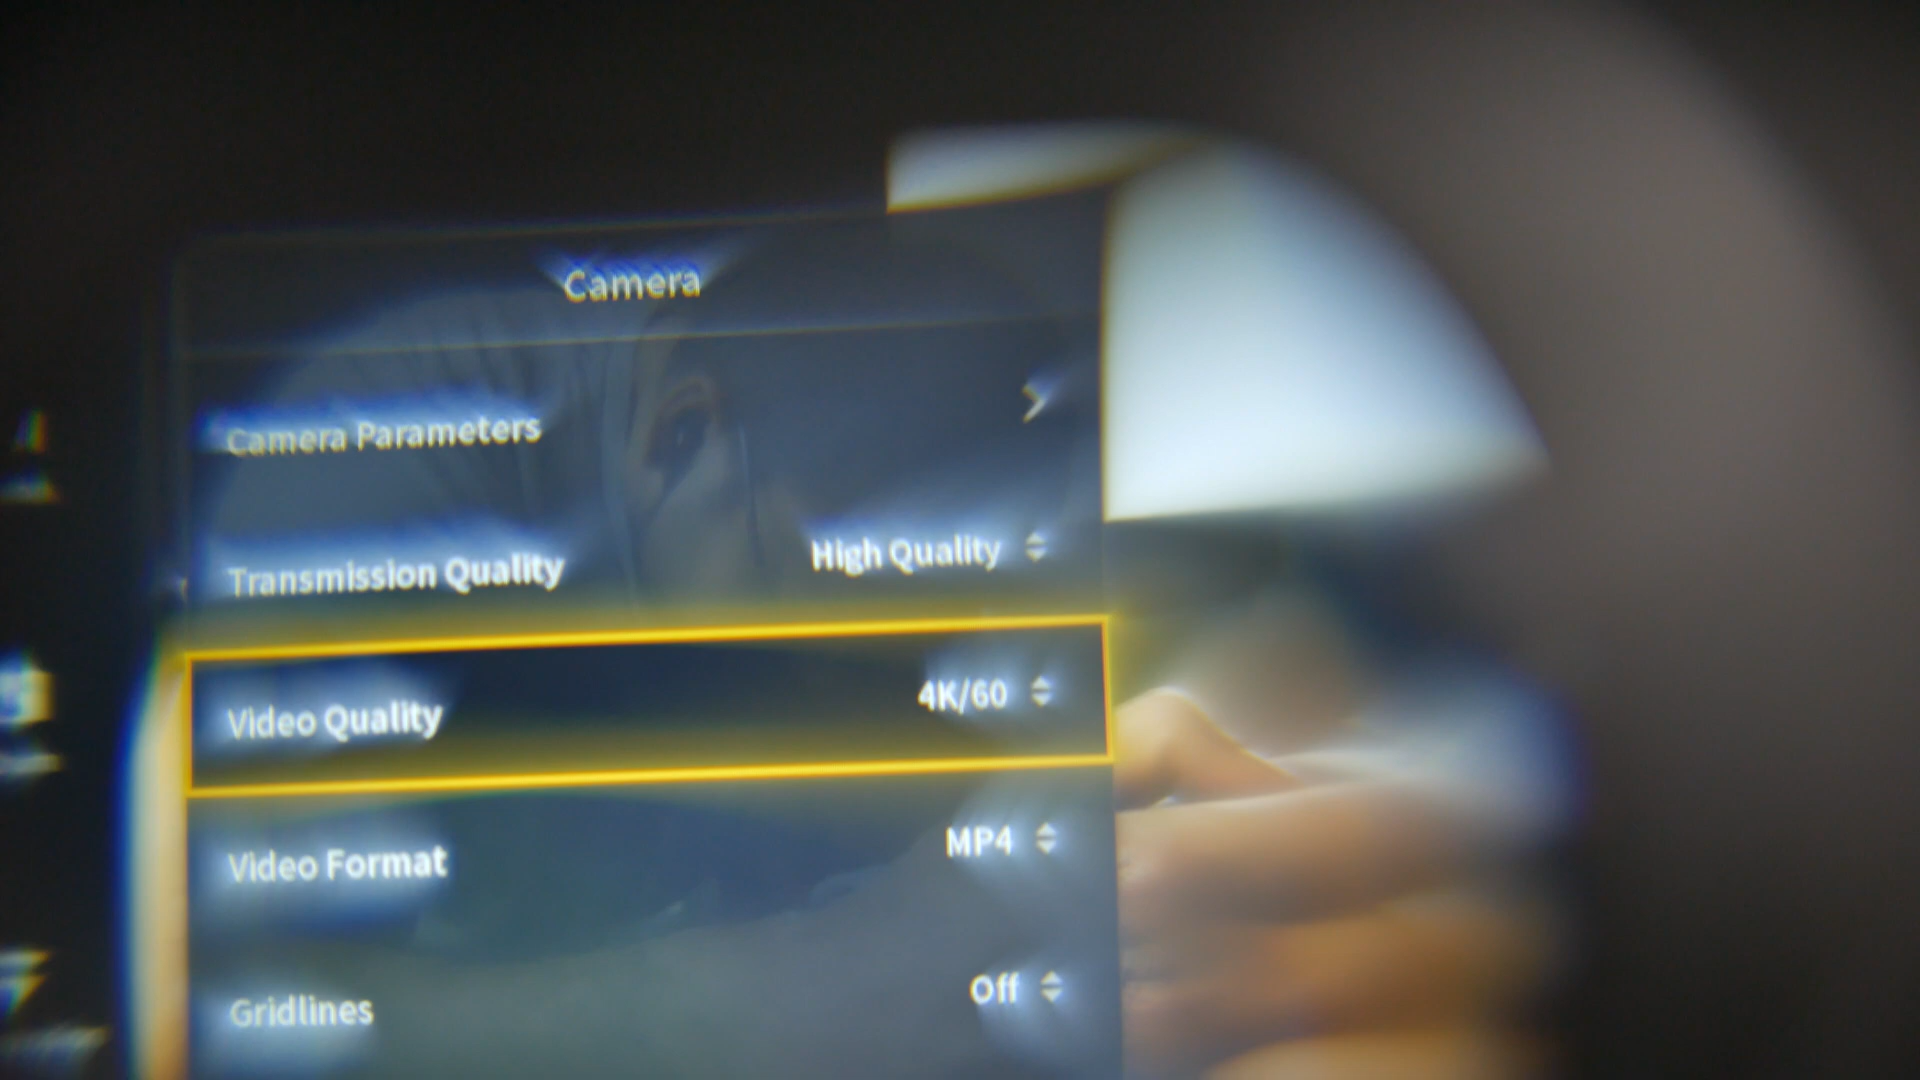 Camera
Camera Parameters
Transmission Quality High Quality
Video Quality 4K/60
Video Format MP4
Gridlines Off